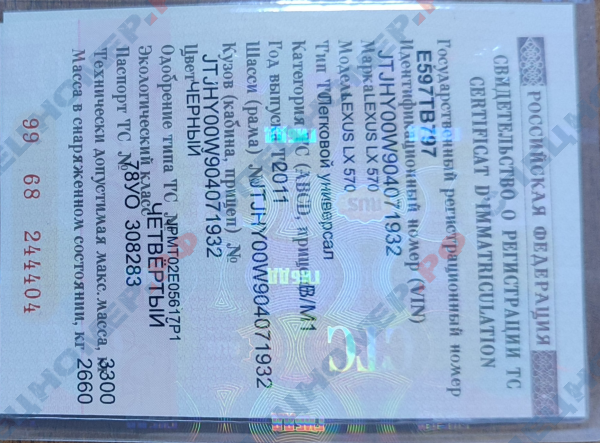 РОССИЙСКАЯ ФЕДЕРАЦИЯ
СВИДЕТЕЛЬСТВО О РЕГИСТРАЦИИ ТС
CERTIFICAT D'IMMATRICULATION
Государственный регистрационный номер
Е597ТВ797
Идентификационный номер (VIN)
JTJHY00W904071932
Марка LEXUS LX 570
Модель LEXUS LX 570
Тип ТС Легковой универсал
Категория ТС (ABCD, прицеп) B/M1
Год выпуска ТС 2011
Шасси (рама) № JTJHY00W904071932
Кузов (кабина, прицеп) №
JTJHY00W904071932
Цвет ЧЕРНЫЙ
Одобрение типа ТС № РМТ02Е05617Р1
Экологический класс ЧЕТВЕРТЫЙ
Паспорт ТС № 78УО 308283
Технически допустимая макс. масса, кг 3300
Масса в снаряженном состоянии, кг 2660
99 68 244404